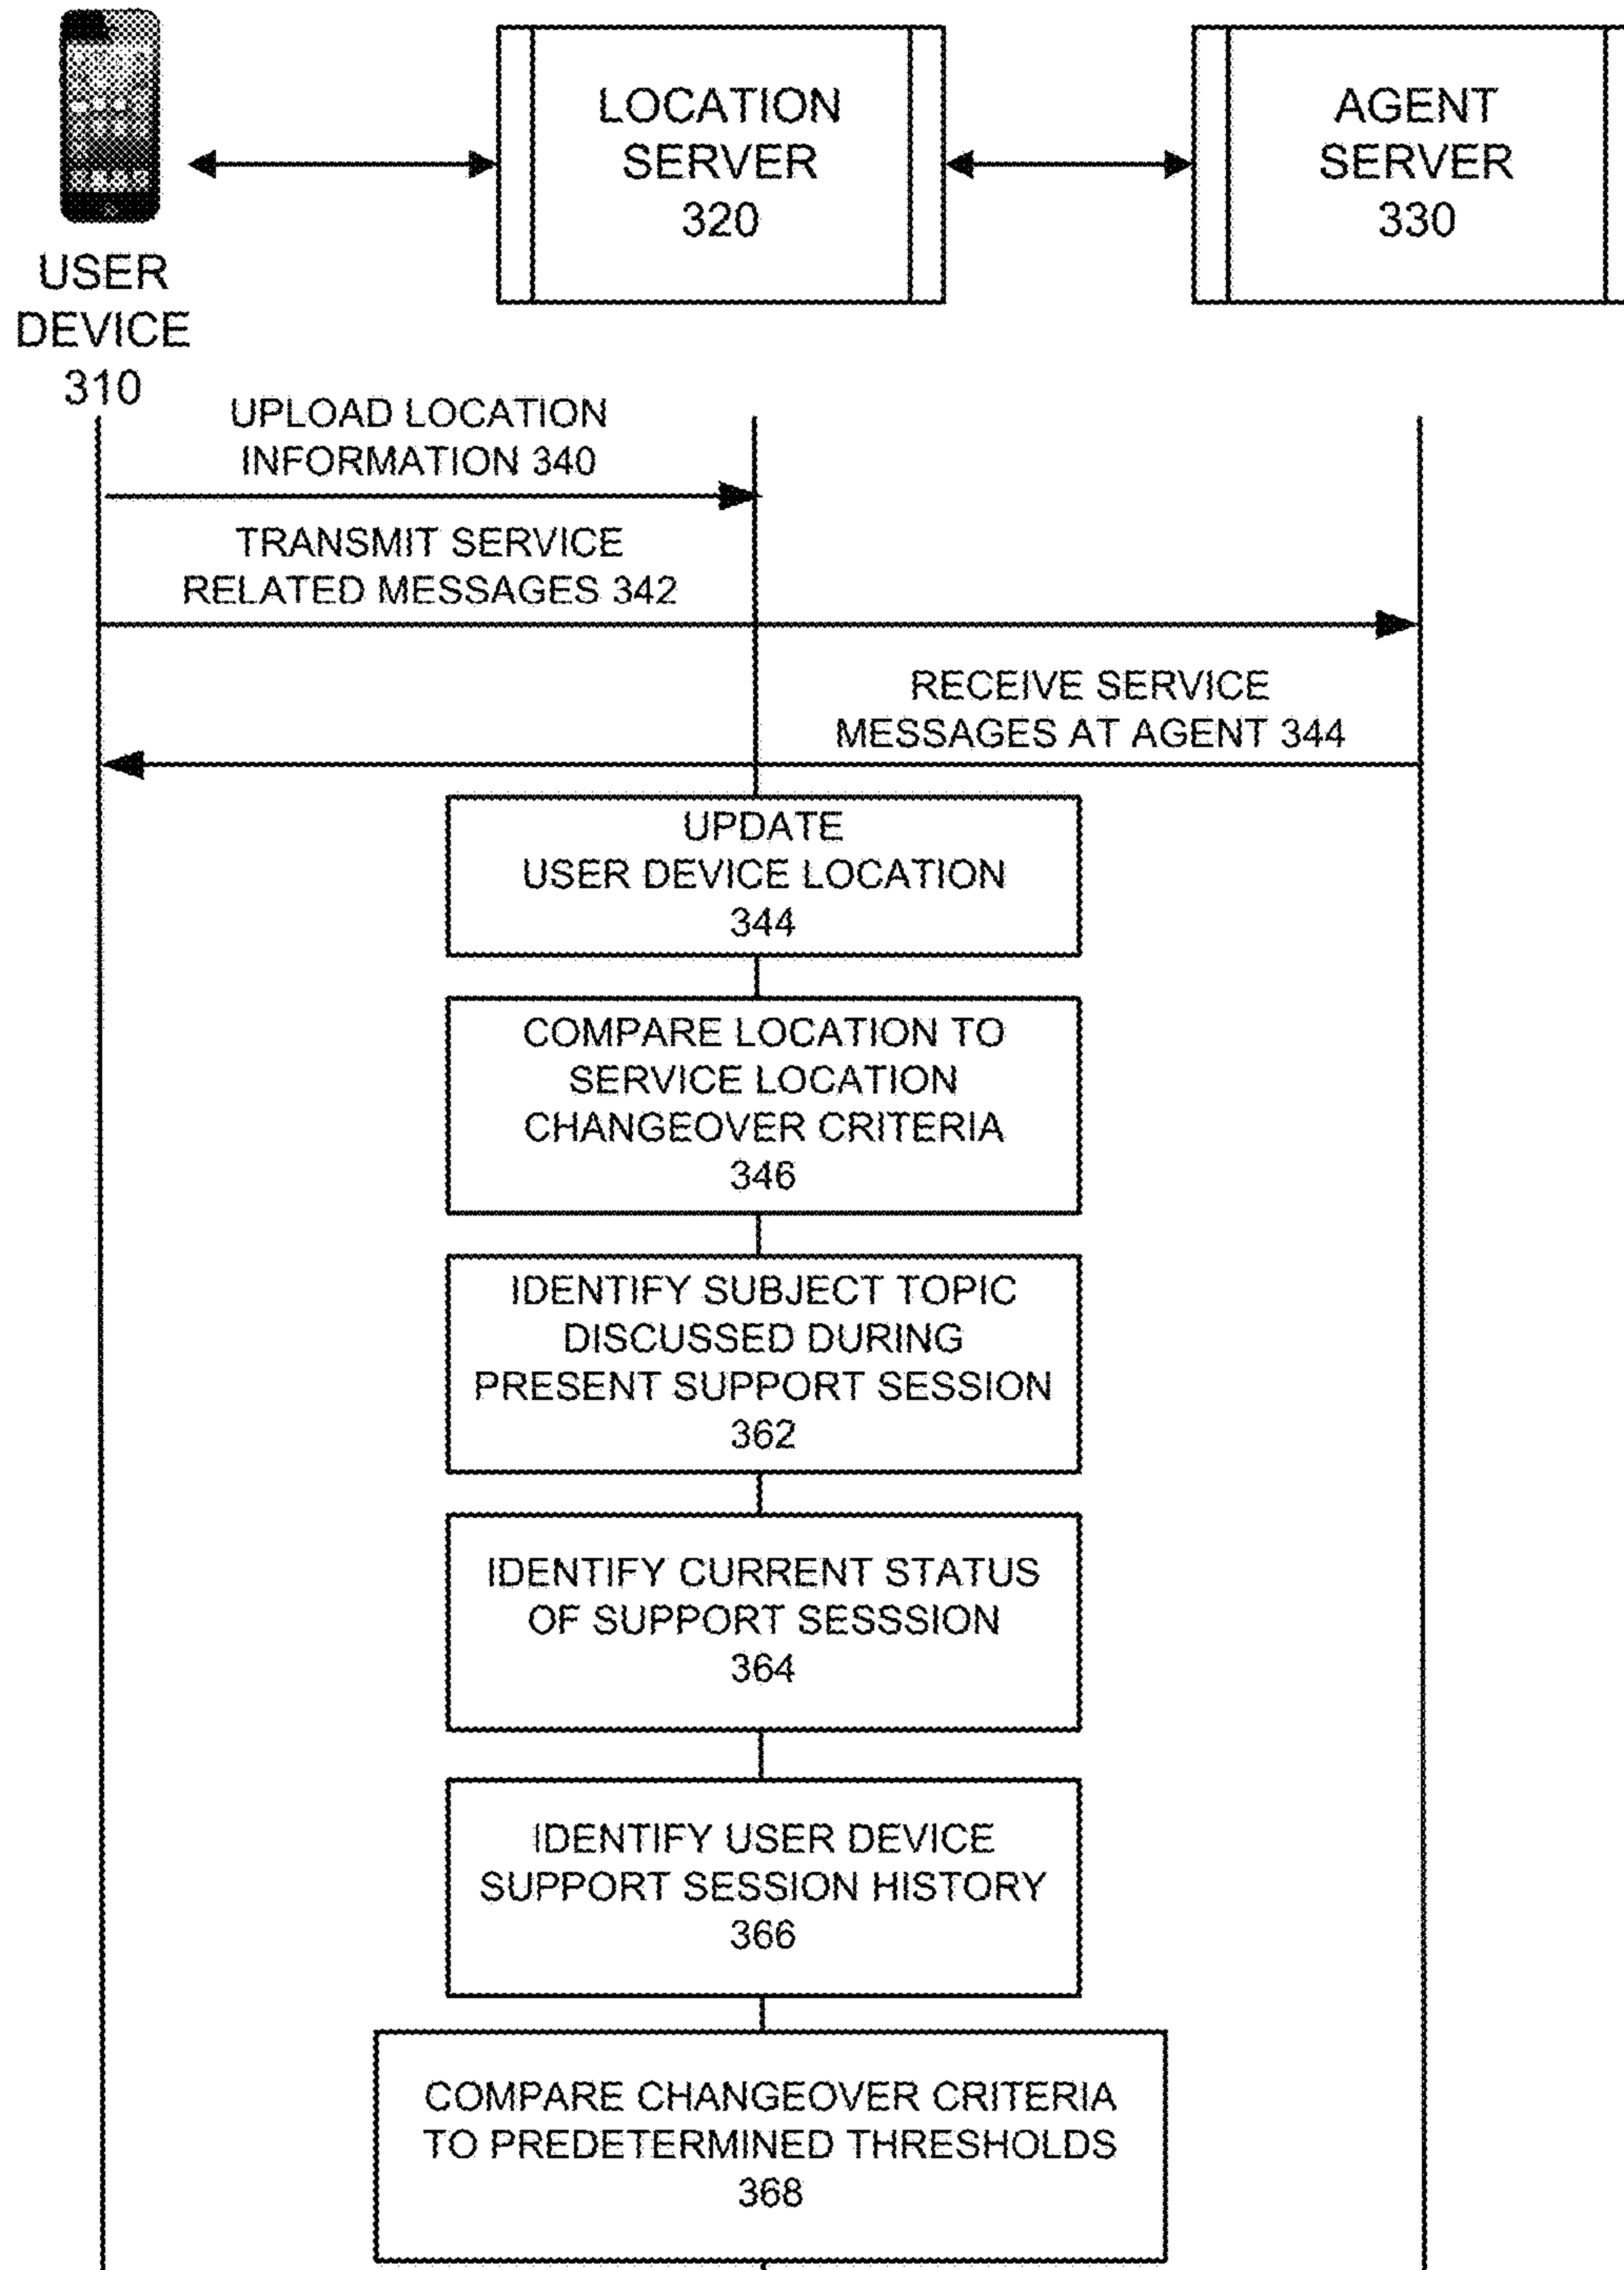 LOCATION
SERVER
320
AGENT
SERVER
330
USER
DEVICE
310
UPLOAD LOCATION
INFORMATION 340
TRANSMIT SERVICE
RELATED MESSAGES 342
RECEIVE SERVICE
MESSAGES AT AGENT 344
UPDATE
USER DEVICE LOCATION
344
COMPARE LOCATION TO
SERVICE LOCATION
CHANGEOVER CRITERIA
346
IDENTIFY SUBJECT TOPIC
DISCUSSED DURING
PRESENT SUPPORT SESSION
362
IDENTIFY CURRENT STATUS
OF SUPPORT SESSSION
364
IDENTIFY USER DEVICE
SUPPORT SESSION HISTORY
366
COMPARE CHANGEOVER CRITERIA
TO PREDETERMINED THRESHOLDS
368